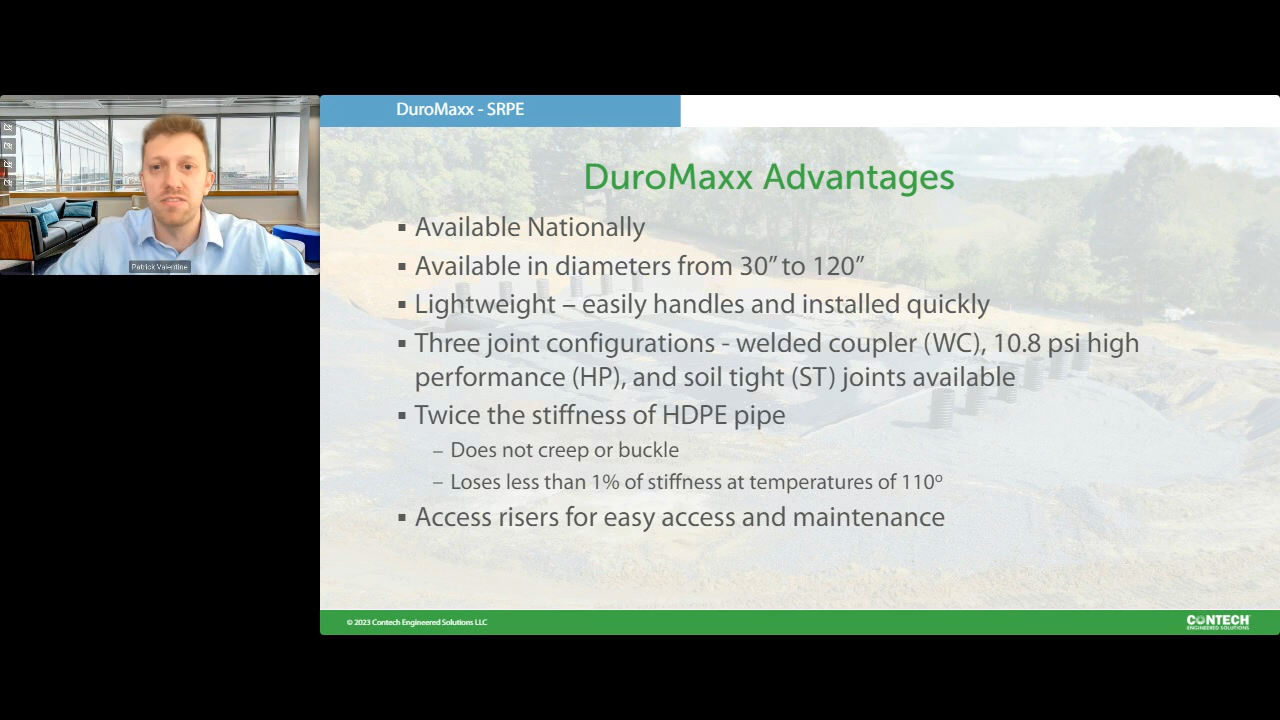 DuroMaxx - SRPE
DuroMaxx Advantages
▪ Available Nationally
▪ Available in diameters from 30” to 120”
▪ Lightweight – easily handles and installed quickly
▪ Three joint configurations - welded coupler (WC), 10.8 psi high
performance (HP), and soil tight (ST) joints available
▪ Twice the stiffness of HDPE pipe
– Does not creep or buckle
– Loses less than 1% of stiffness at temperatures of 110º
▪ Access risers for easy access and maintenance
Patrick Valentine
© 2023 Contech Engineered Solutions LLC
CONTECH
ENGINEERED SOLUTIONS